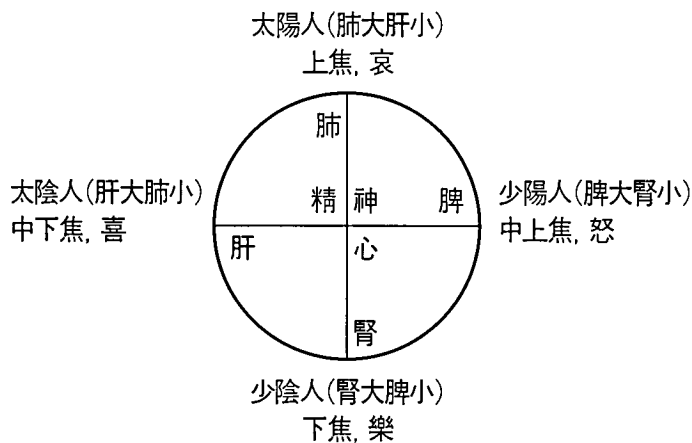 太陽人(肺大肝小)
上焦, 哀
肺
太陰人(肝大肺小)
中下焦, 喜
精 神 脾
少陽人(脾大腎小)
中上焦, 怒
肝 心
腎
少陰人(腎大脾小)
下焦, 樂